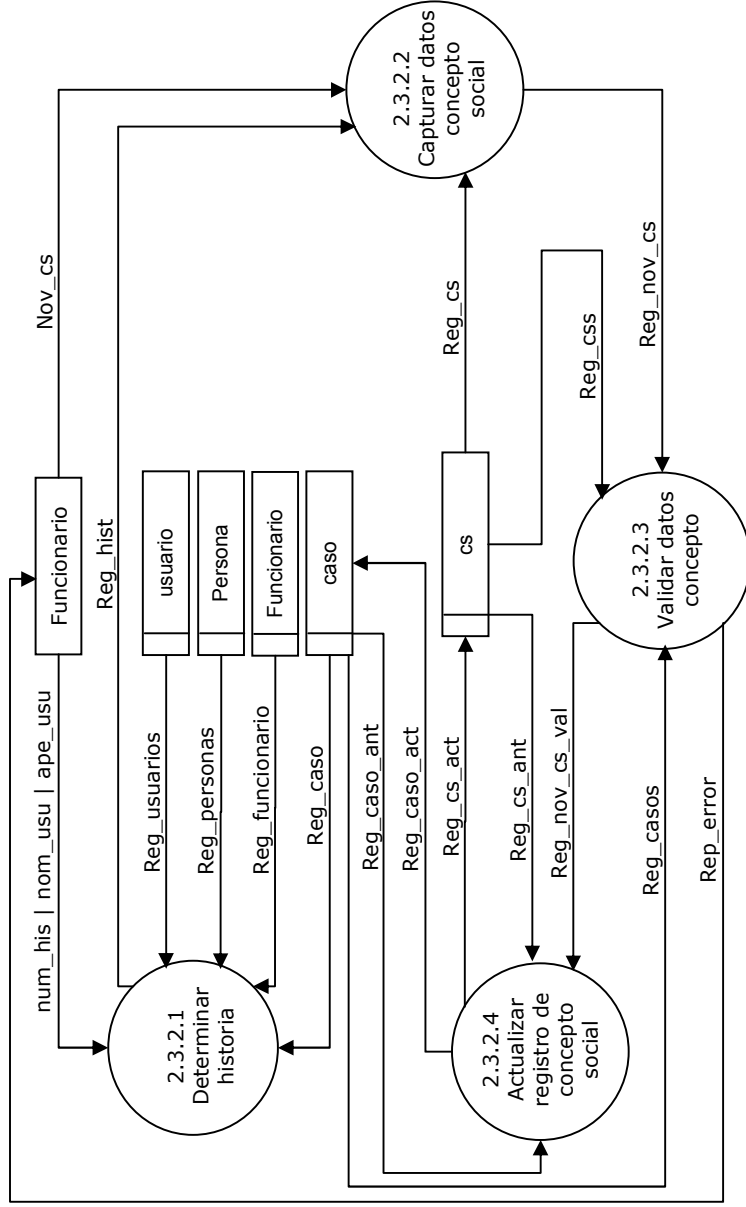 Funcionario
num_his | nom_usu | ape_usu
Nov_cs
Reg_hist
2.3.2.1
Determinar
historia
Reg_usuarios
usuario
Reg_personas
Persona
Reg_funcionario
Funcionario
Reg_caso
caso
Reg_caso_ant
Reg_caso_act
2.3.2.2
Capturar datos
concepto
social
Reg_cs_act
cs
Reg_cs
Reg_cs_ant
2.3.2.4
Actualizar
registro de
concepto
social
Reg_nov_cs_val
Reg_css
Reg_nov_cs
2.3.2.3
Validar datos
concepto
Reg_casos
Rep_error